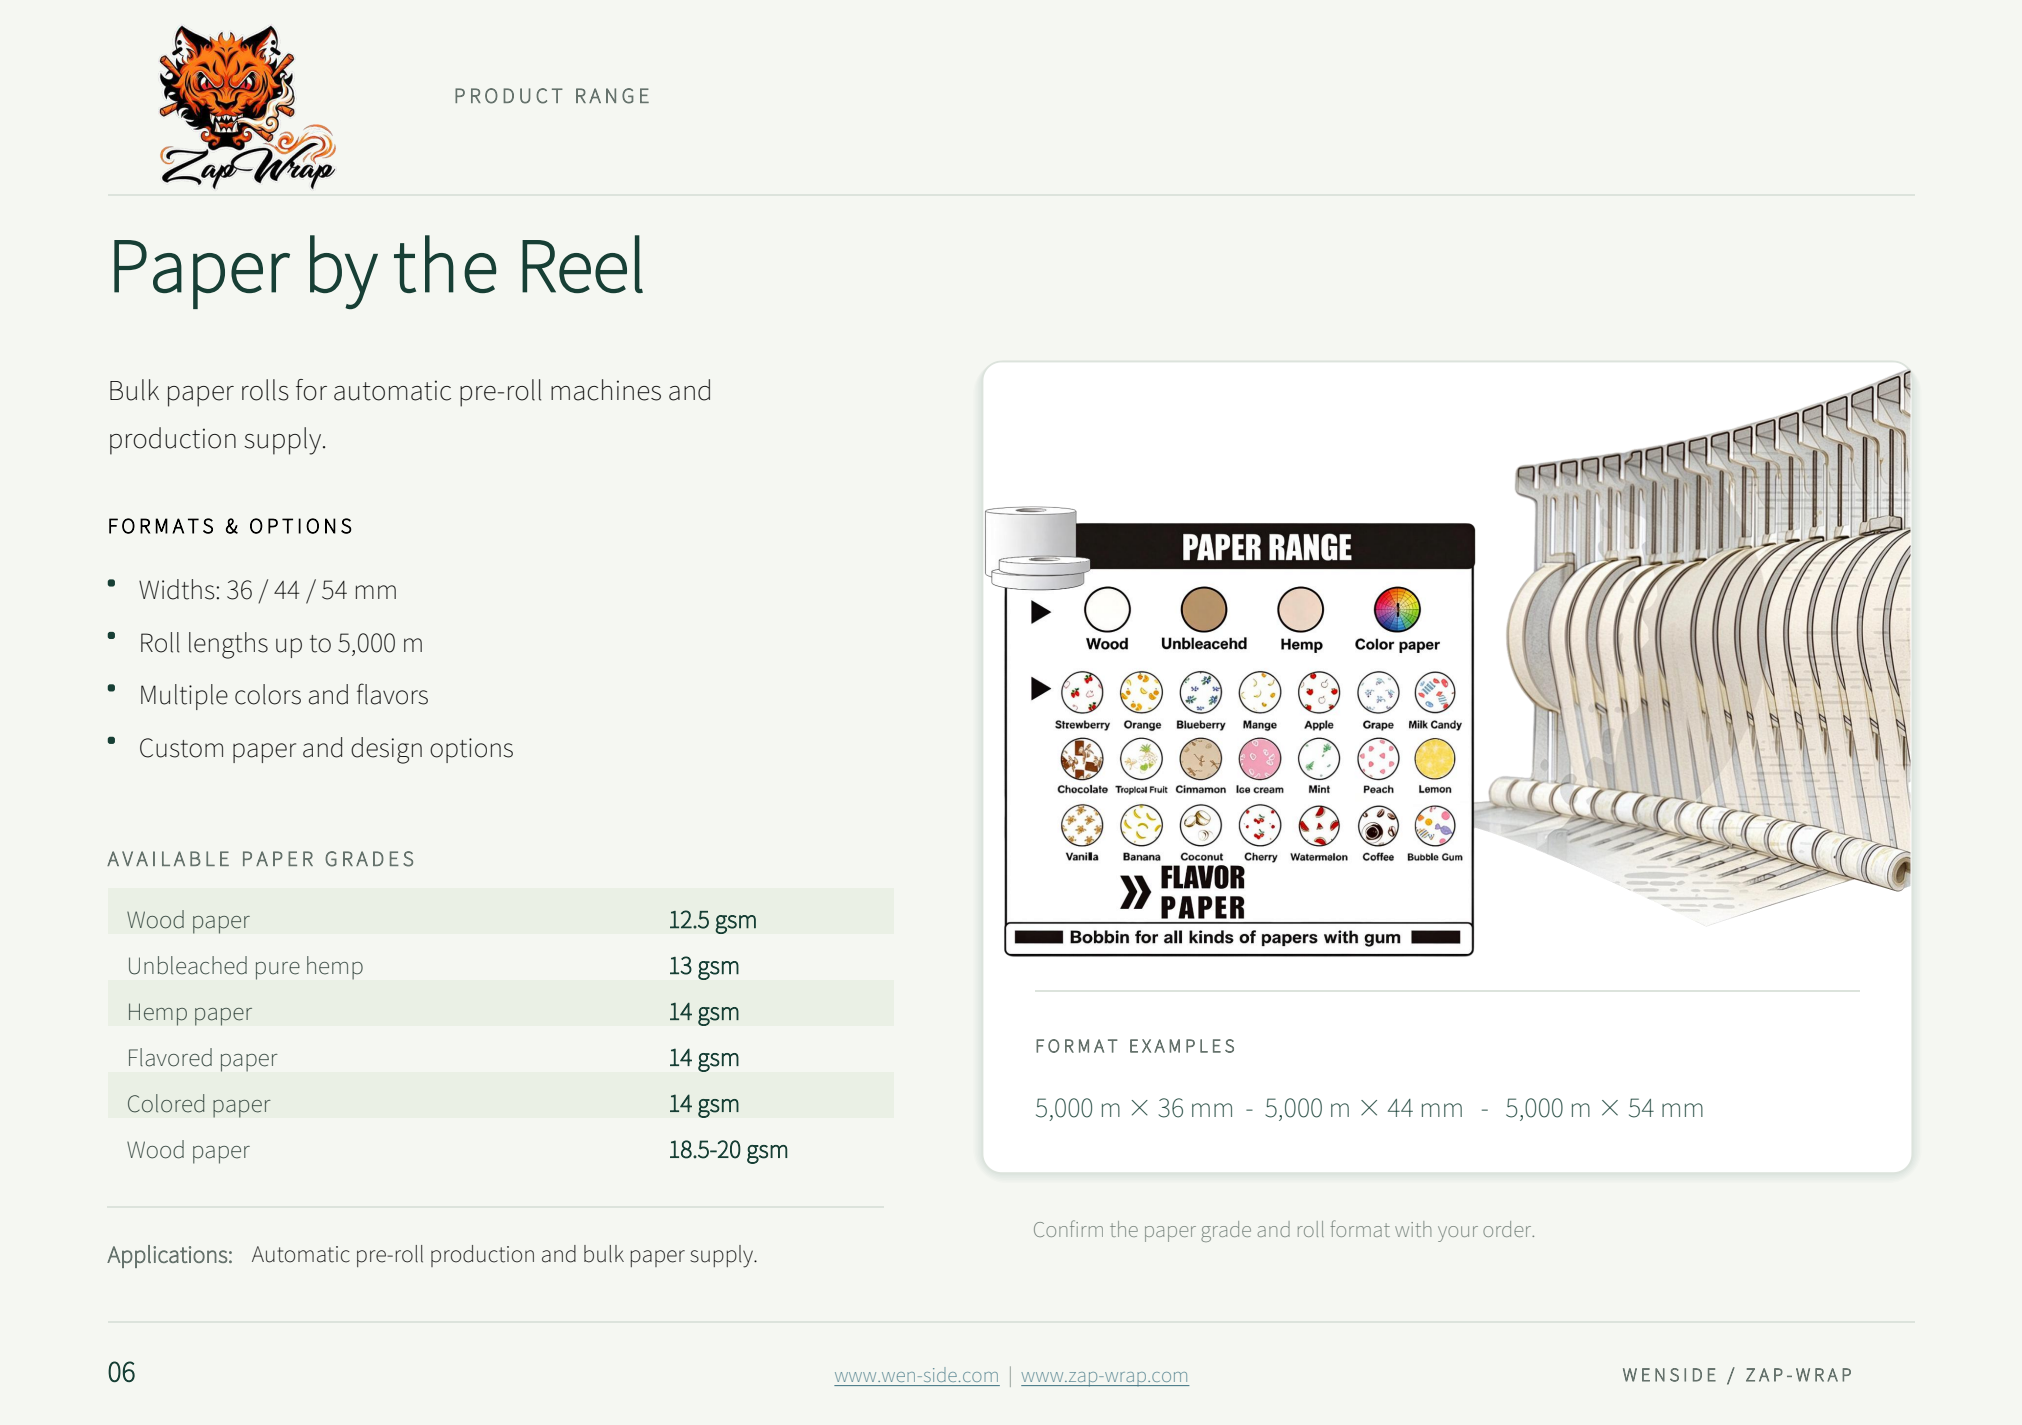 Zap-Wrap
PRODUCT RANGE
Paper by the Reel
Bulk paper rolls for automatic pre-roll machines and
production supply.
FORMATS & OPTIONS
• Widths: 36 / 44 / 54 mm
• Roll lengths up to 5,000 m
• Multiple colors and flavors
• Custom paper and design options
AVAILABLE PAPER GRADES
Wood paper 12.5 gsm
Unbleached pure hemp 13 gsm
Hemp paper 14 gsm
Flavored paper 14 gsm
Colored paper 14 gsm
Wood paper 18.5-20 gsm
Applications: Automatic pre-roll production and bulk paper supply.
PAPER RANGE
Wood Unbleacehd Hemp Color paper
Strewberry Orange Blueberry Mange Apple Grape Milk Candy
Chocolate Tropical Fruit Cinnamon Ice cream Mint Peach Lemon
Vanilla Banana Coconut Cherry Watermelon Coffee Bubble Gum
FLAVOR
PAPER
Bobbin for all kinds of papers with gum
FORMAT EXAMPLES
5,000 m × 36 mm - 5,000 m × 44 mm - 5,000 m × 54 mm
Confirm the paper grade and roll format with your order.
06
www.wen-side.com | www.zap-wrap.com
WENSIDE / ZAP-WRAP